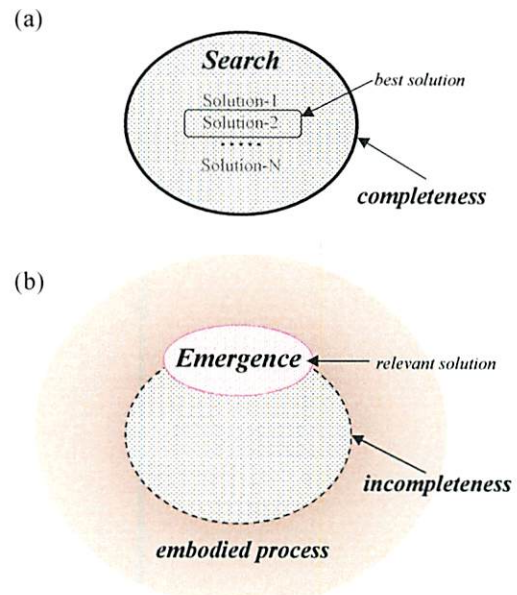 (a)
Search
best solution
Solution-1
Solution-2
.....
Solution-N
completeness
(b)
Emergence
relevant solution
incompleteness
embodied process